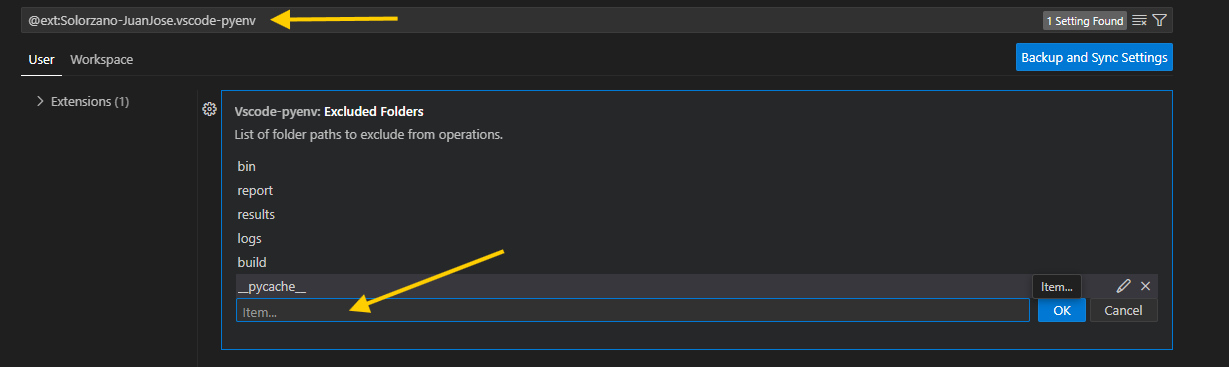 @ext:Solorzano-JuanJose.vscode-pyenv
1 Setting Found
User Workspace
Backup and Sync Settings
Extensions (1)
Vscode-pyenv: Excluded Folders
List of folder paths to exclude from operations.
bin
report
results
logs
build
__pycache__
Item...
Item...
OK Cancel